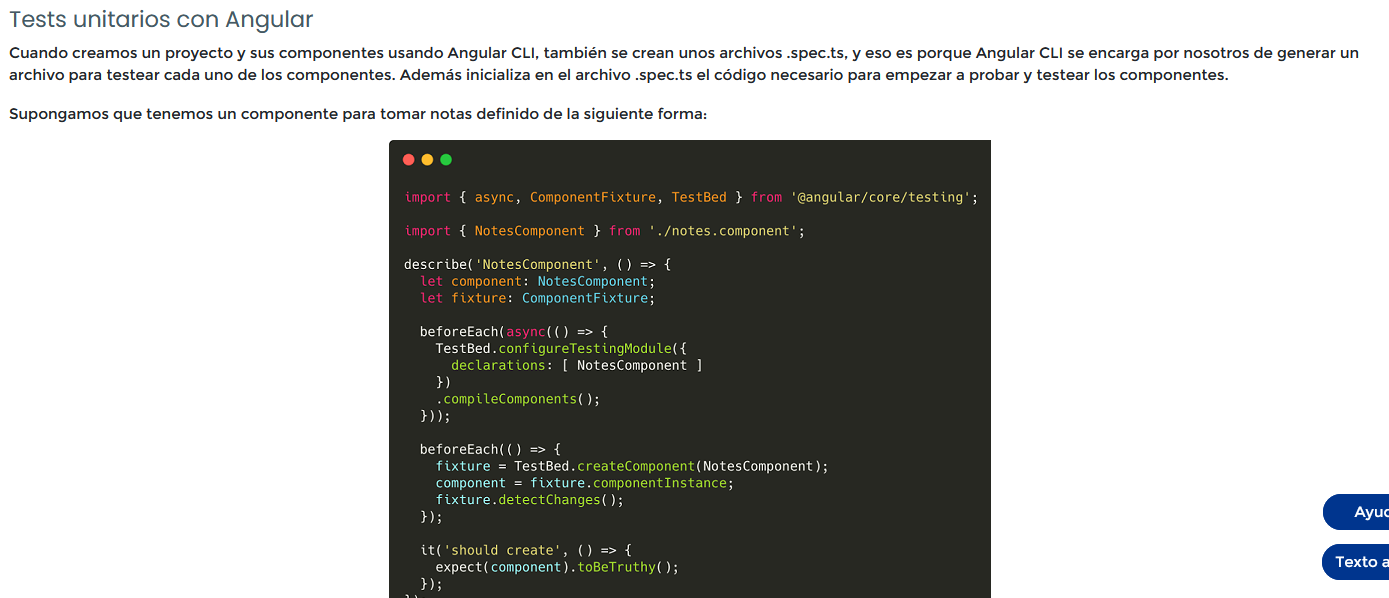 Tests unitarios con Angular
Cuando creamos un proyecto y sus componentes usando Angular CLI, también se crean unos archivos .spec.ts, y eso es porque Angular CLI se encarga por nosotros de generar un
archivo para testear cada uno de los componentes. Además inicializa en el archivo .spec.ts el código necesario para empezar a probar y testear los componentes.
Supongamos que tenemos un componente para tomar notas definido de la siguiente forma:
import { async, ComponentFixture, TestBed } from '@angular/core/testing';
import { NotesComponent } from './notes.component';
describe('NotesComponent', () => {
  let component: NotesComponent;
  let fixture: ComponentFixture;
  beforeEach(async(() => {
    TestBed.configureTestingModule({
      declarations: [ NotesComponent ]
    })
    .compileComponents();
  }));
  beforeEach(() => {
    fixture = TestBed.createComponent(NotesComponent);
    component = fixture.componentInstance;
    fixture.detectChanges();
  });
  it('should create', () => {
    expect(component).toBeTruthy();
  });
Texto a